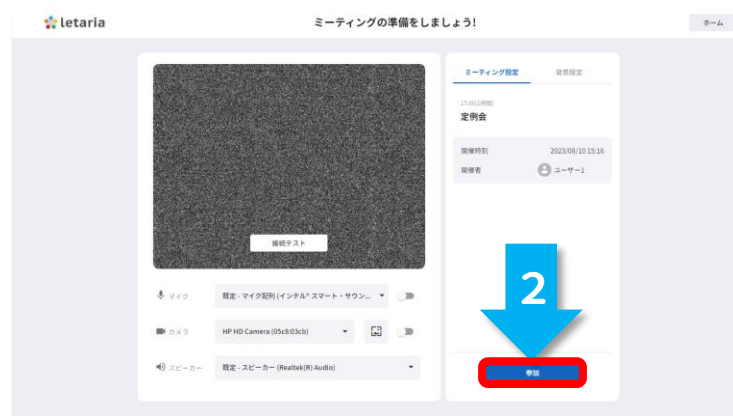 letaria
ミーティングの準備をしましょう!
ホーム
接続テスト
マイク
既定 - マイク配列 (インテル® スマート・サウン...
カメラ
HP HD Camera (05c8:03cb)
スピーカー
既定 - スピーカー (Realtek(R) Audio)
ミーティング設定
背景設定
17:00(1時間)
定例会
開催時刻
2023/08/10 15:16
開催者
ユーザー1
2
参加